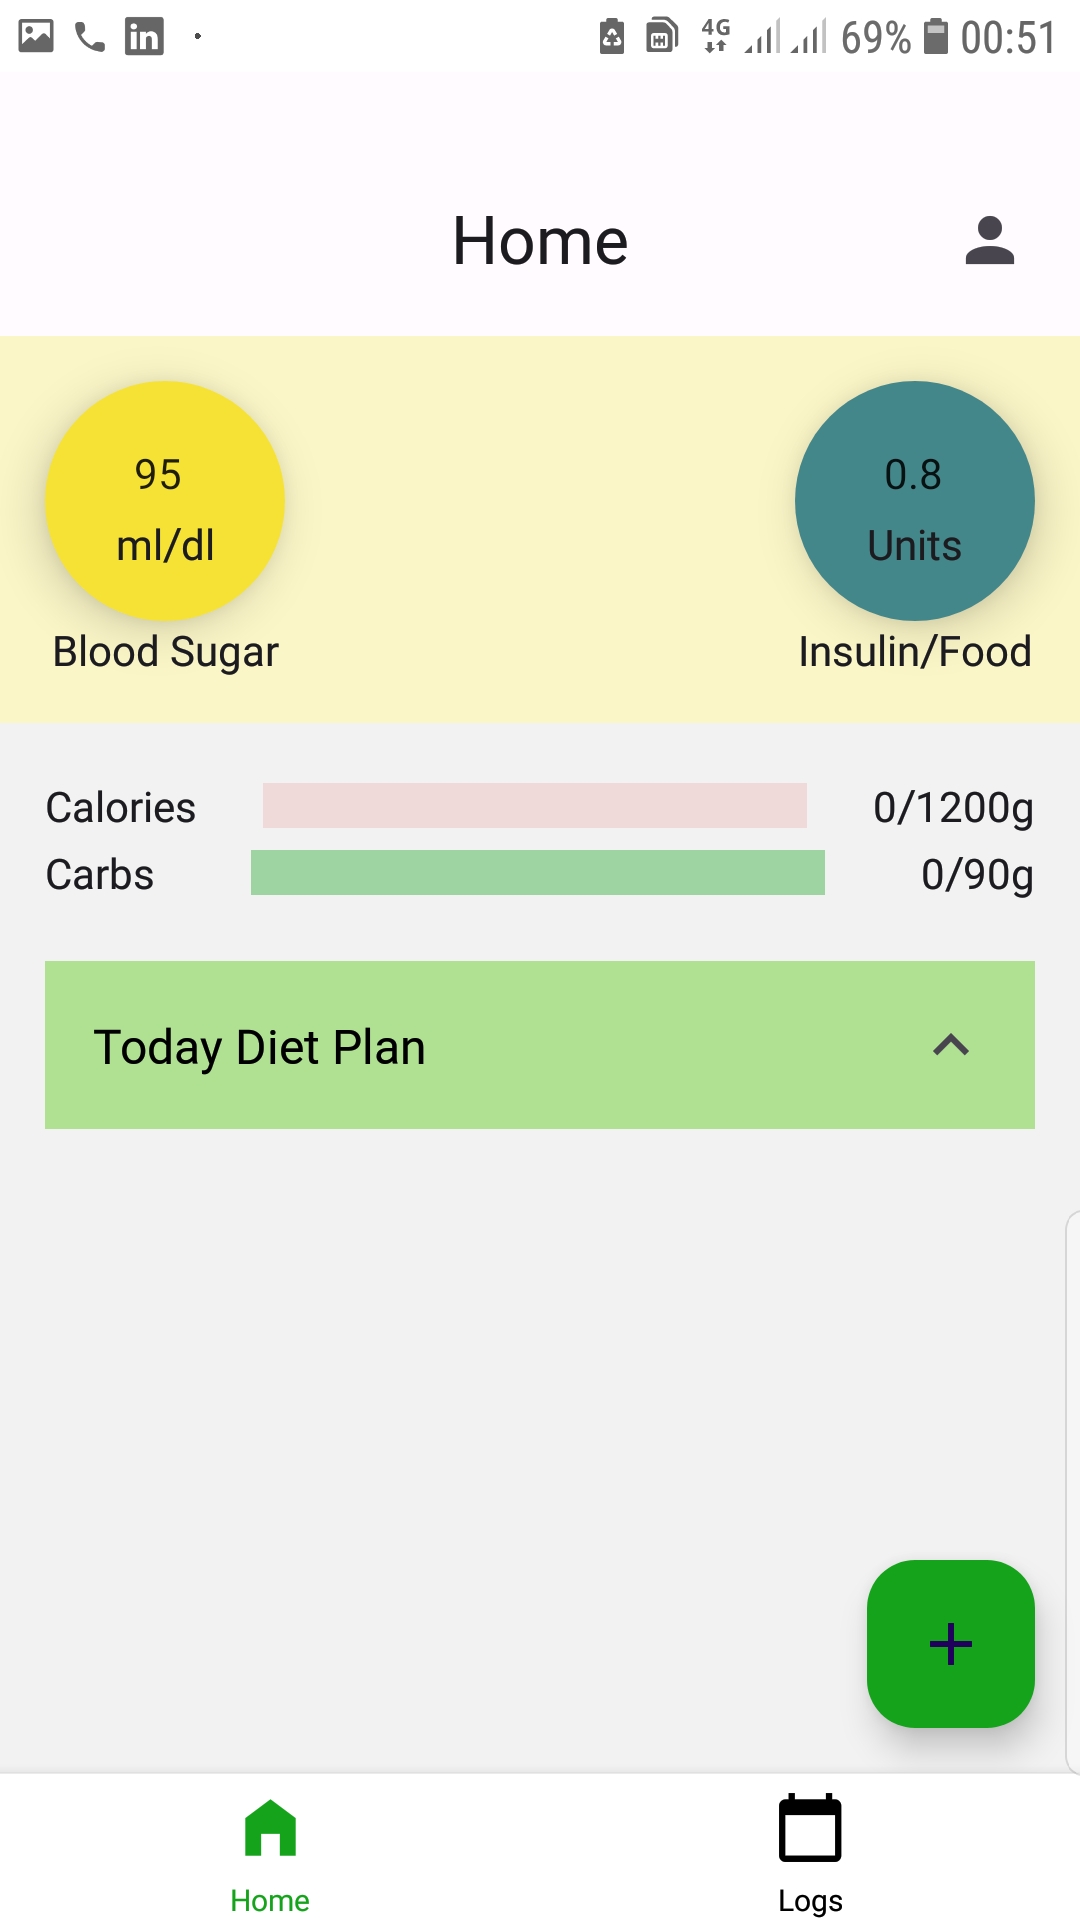 in 4G 69% 00:51
Home
95 0.8
ml/dl Units
Blood Sugar Insulin/Food
Calories 0/1200g
Carbs 0/90g
Today Diet Plan
Home Logs